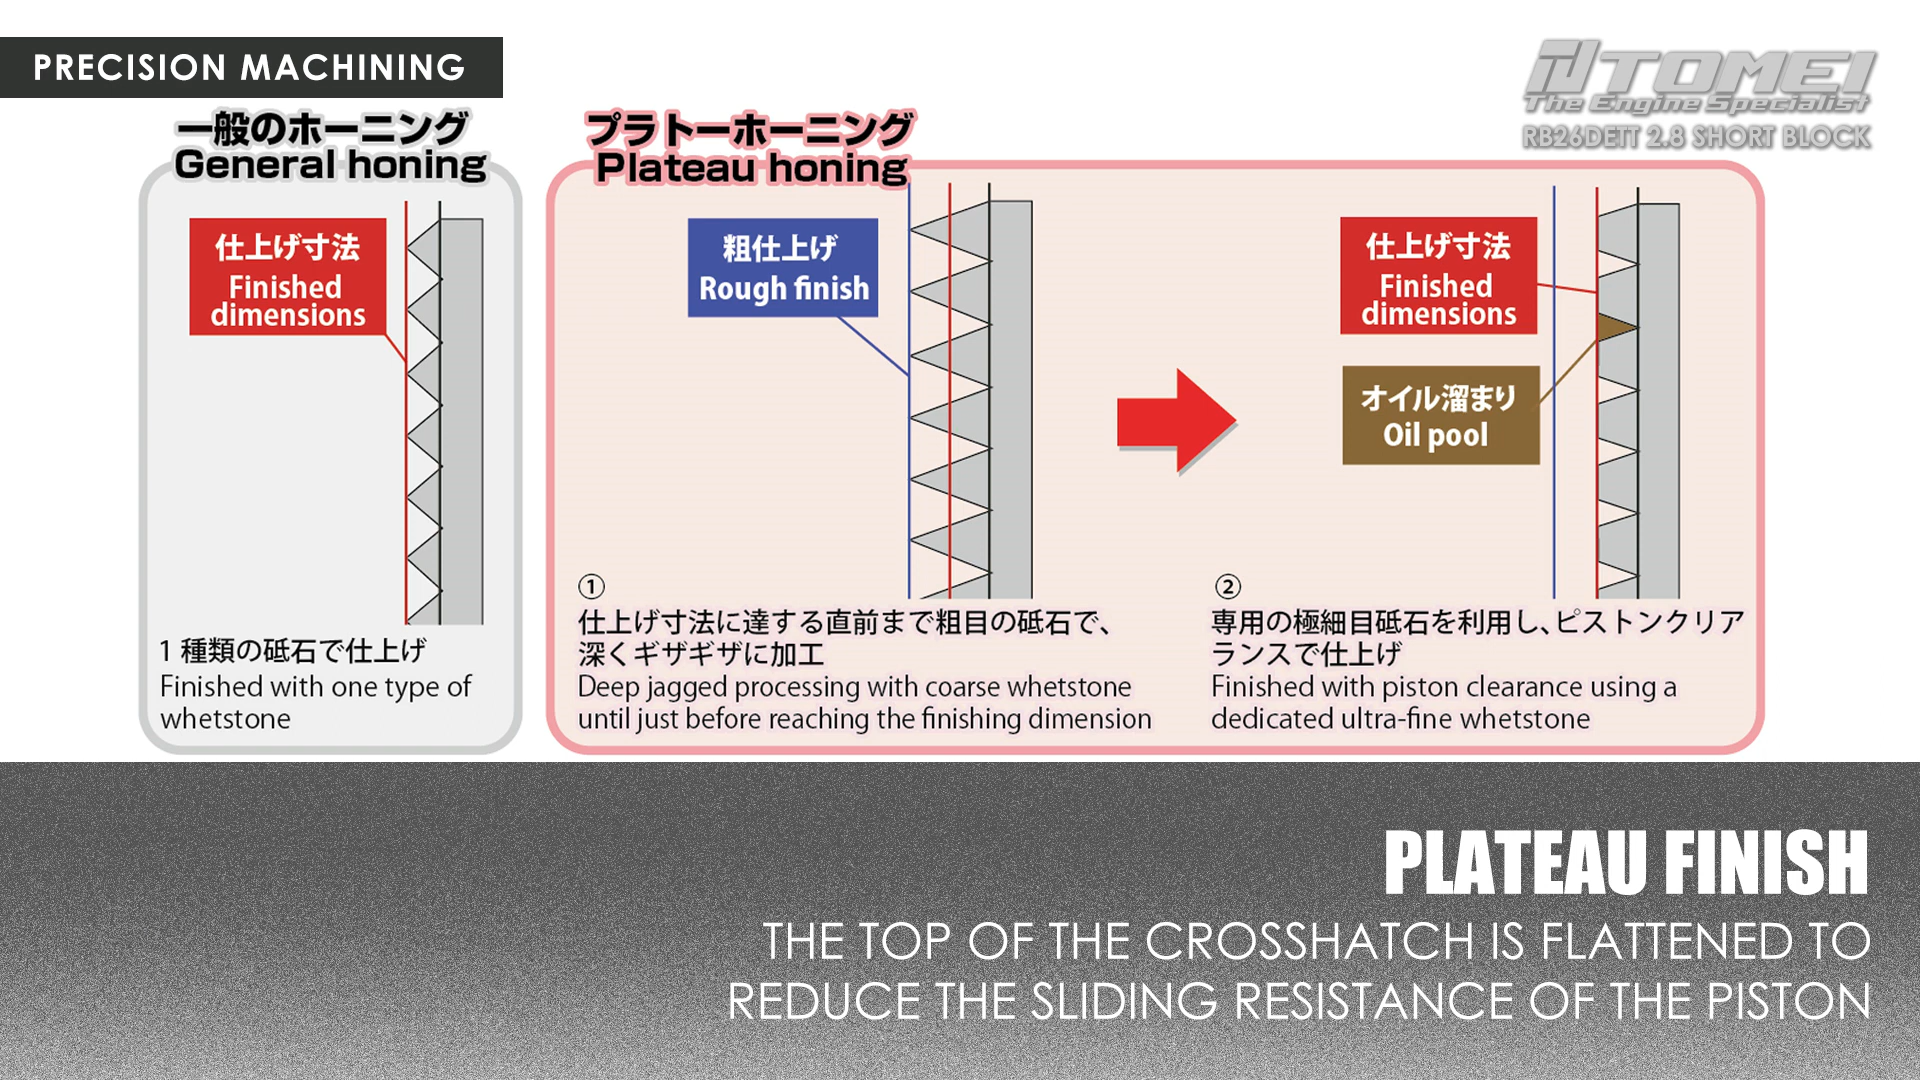 PRECISION MACHINING
TOMEI
The Engine Specialist
RB26DETT 2.8 SHORT BLOCK
一般のホーニング
General honing
仕上げ寸法
Finished
dimensions
1 種類の砥石で仕上げ
Finished with one type of
whetstone
プラトーホーニング
Plateau honing
粗仕上げ
Rough finish
①
仕上げ寸法に達する直前まで粗目の砥石で、
深くギザギザに加工
Deep jagged processing with coarse whetstone
until just before reaching the finishing dimension
仕上げ寸法
Finished
dimensions
オイル溜まり
Oil pool
②
専用の極細目砥石を利用し、ピストンクリア
ランスで仕上げ
Finished with piston clearance using a
dedicated ultra-fine whetstone
PLATEAU FINISH
THE TOP OF THE CROSSHATCH IS FLATTENED TO
REDUCE THE SLIDING RESISTANCE OF THE PISTON